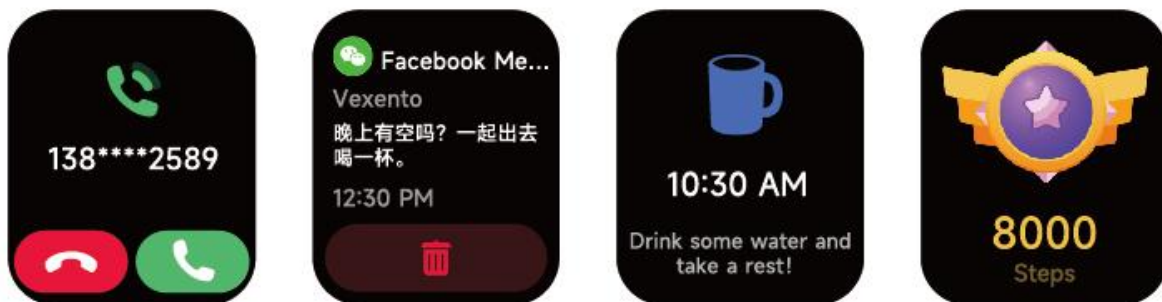 138****2589
Facebook Me...
Vexento
晚上有空吗？一起出去
喝一杯。
12:30 PM
10:30 AM
Drink some water and
take a rest!
8000
Steps